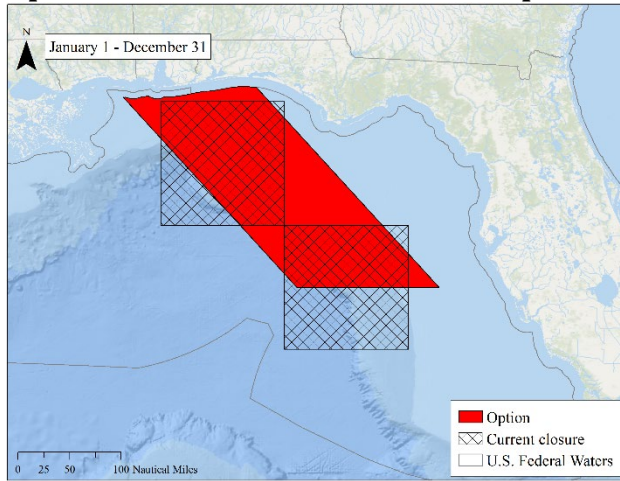 N
January 1 - December 31
Option
Current closure
U.S. Federal Waters
0 25 50 100 Nautical Miles